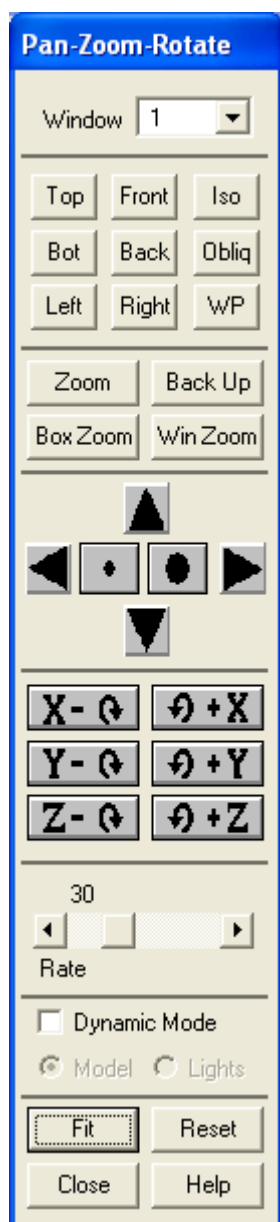 Pan-Zoom-Rotate
Window 1
Top Front Iso
Bot Back Obliq
Left Right WP
Zoom Back Up
Box Zoom Win Zoom
X- +X
Y- +Y
Z- +Z
30
Rate
Dynamic Mode
Model Lights
Fit Reset
Close Help